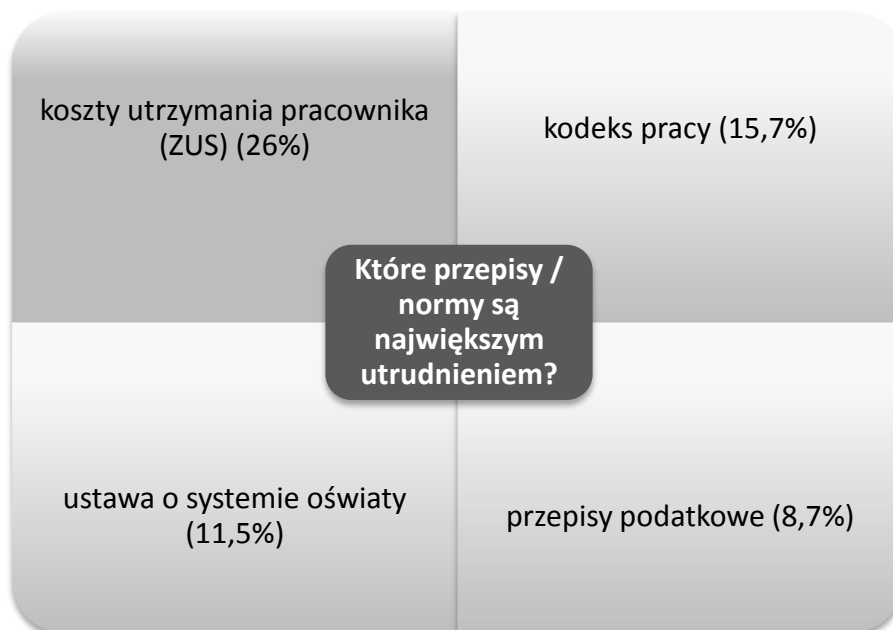 koszty utrzymania pracownika
(ZUS) (26%)
kodeks pracy (15,7%)
Które przepisy /
normy są
największym
utrudnieniem?
ustawa o systemie oświaty
(11,5%)
przepisy podatkowe (8,7%)